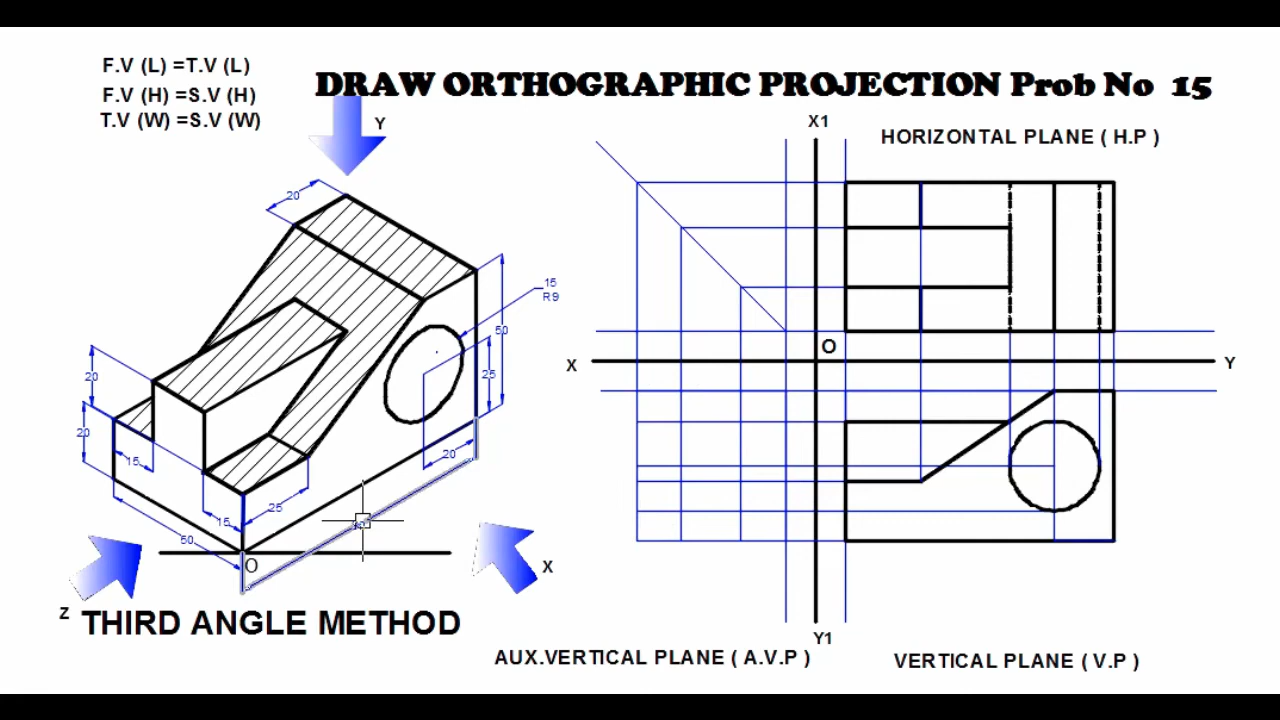 F.V (L) =T.V (L)
F.V (H) =S.V (H)
T.V (W) =S.V (W)
DRAW ORTHOGRAPHIC PROJECTION Prob No 15
Y
X1
HORIZONTAL PLANE ( H.P )
20
15
R9
50
25
20
20
20
15
15
25
50
O
X
Z
THIRD ANGLE METHOD
X
O
Y
Y1
AUX.VERTICAL PLANE ( A.V.P )
VERTICAL PLANE ( V.P )